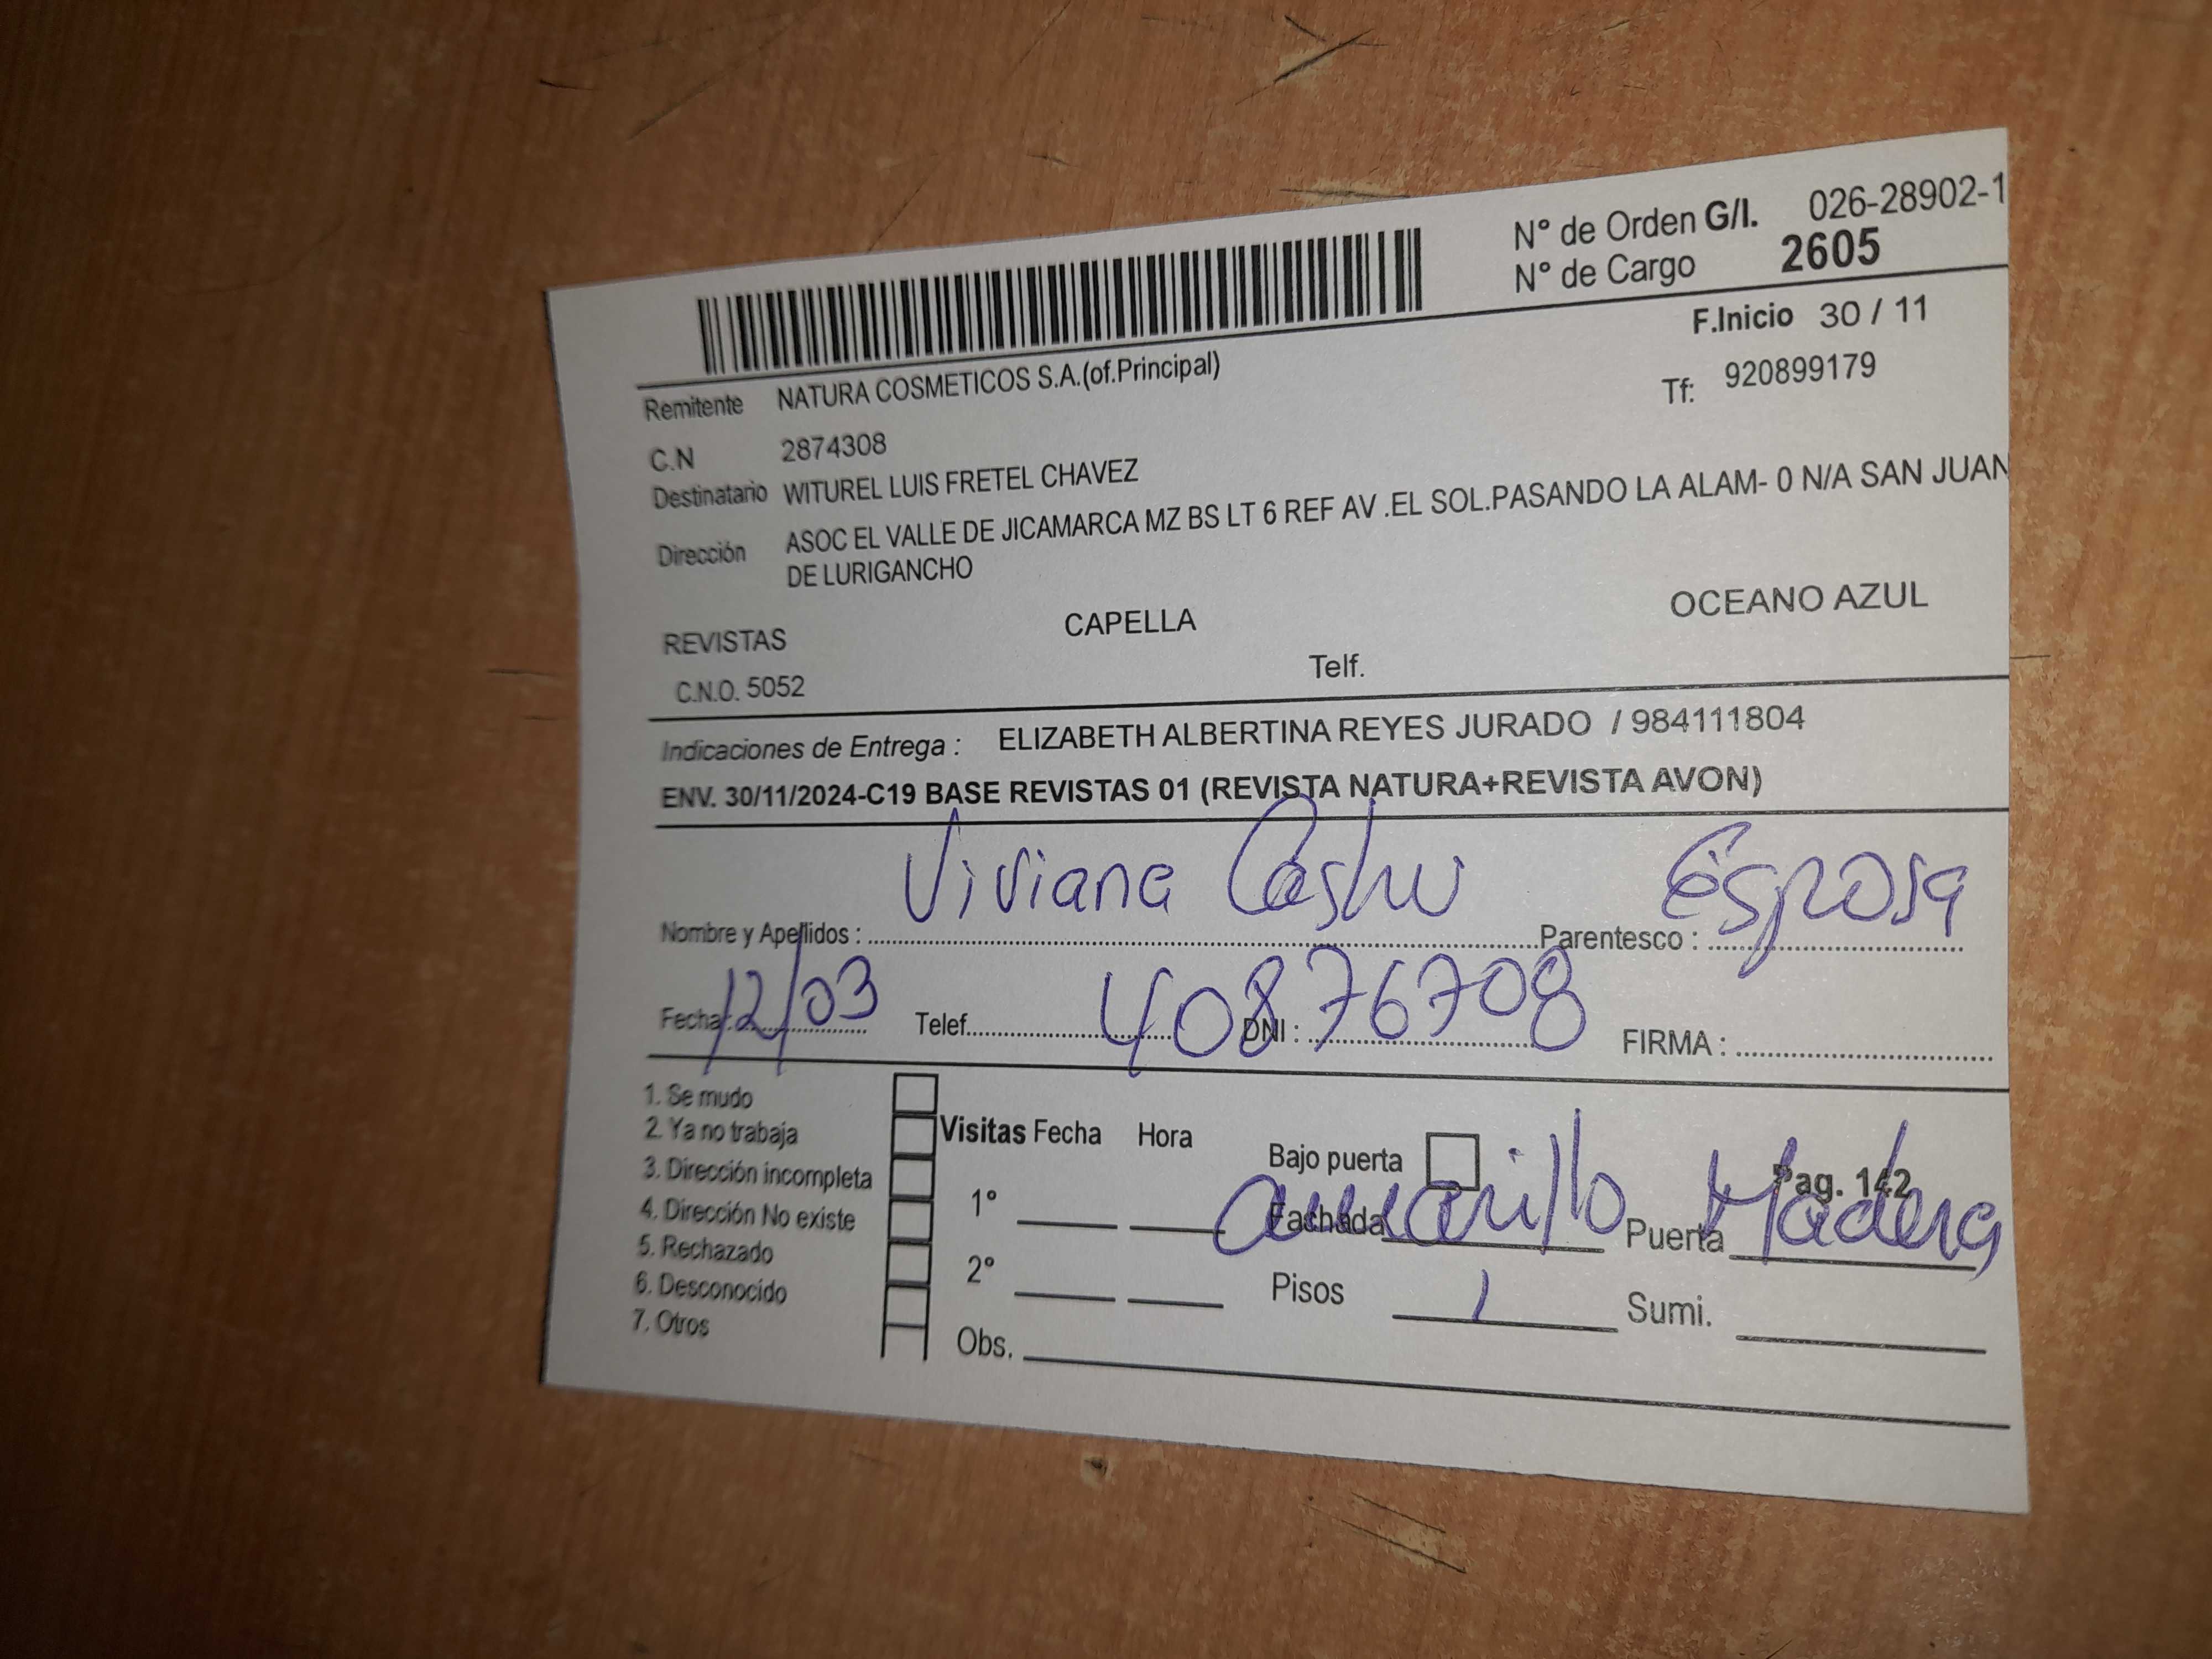 N° de Orden G/I. 026-28902-1
N° de Cargo 2605
F.Inicio 30 / 11
Remitente NATURA COSMETICOS S.A.(of.Principal)
Tf: 920899179
C.N 2874308
Destinatario WITUREL LUIS FRETEL CHAVEZ
Dirección ASOC EL VALLE DE JICAMARCA MZ BS LT 6 REF AV .EL SOL.PASANDO LA ALAM- 0 N/A SAN JUAN
DE LURIGANCHO
REVISTAS CAPELLA OCEANO AZUL
C.N.O. 5052 Telf.
Indicaciones de Entrega : ELIZABETH ALBERTINA REYES JURADO / 984111804
ENV. 30/11/2024-C19 BASE REVISTAS 01 (REVISTA NATURA+REVISTA AVON)
Nombre y Apellidos : Viviana Parentesco : Esposa
Fecha: 12/03 Telef. DNI : 40876708 FIRMA :
1. Se mudo
2. Ya no trabaja
3. Dirección incompleta
4. Dirección No existe
5. Rechazado
6. Desconocido
7. Otros
Visitas Fecha Hora
1°
2°
Obs.
Bajo puerta
Pag. 142
Fachada amarillo Puerta Madera
Pisos 1 Sumi.